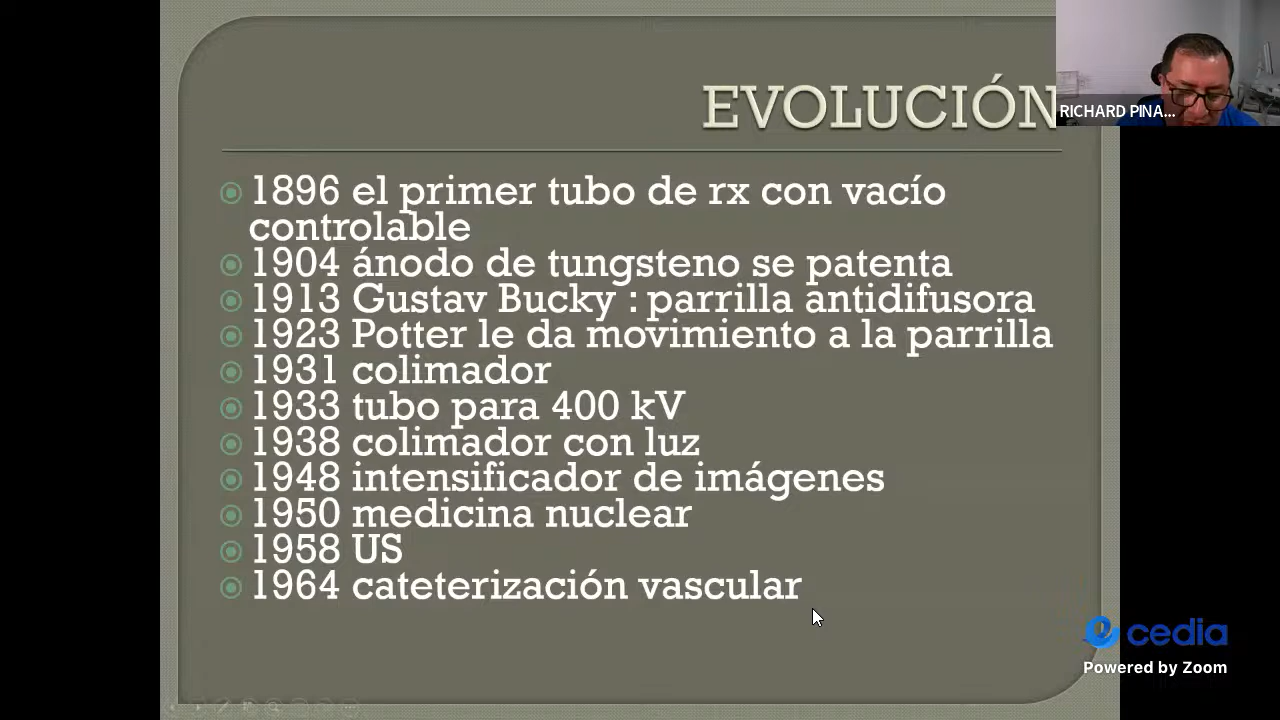 EVOLUCIÓN
RICHARD PINA...
1896 el primer tubo de rx con vacío
controlable
1904 ánodo de tungsteno se patenta
1913 Gustav Bucky : parrilla antidifusora
1923 Potter le da movimiento a la parrilla
1931 colimador
1933 tubo para 400 kV
1938 colimador con luz
1948 intensificador de imágenes
1950 medicina nuclear
1958 US
1964 cateterización vascular
cedia
Powered by Zoom